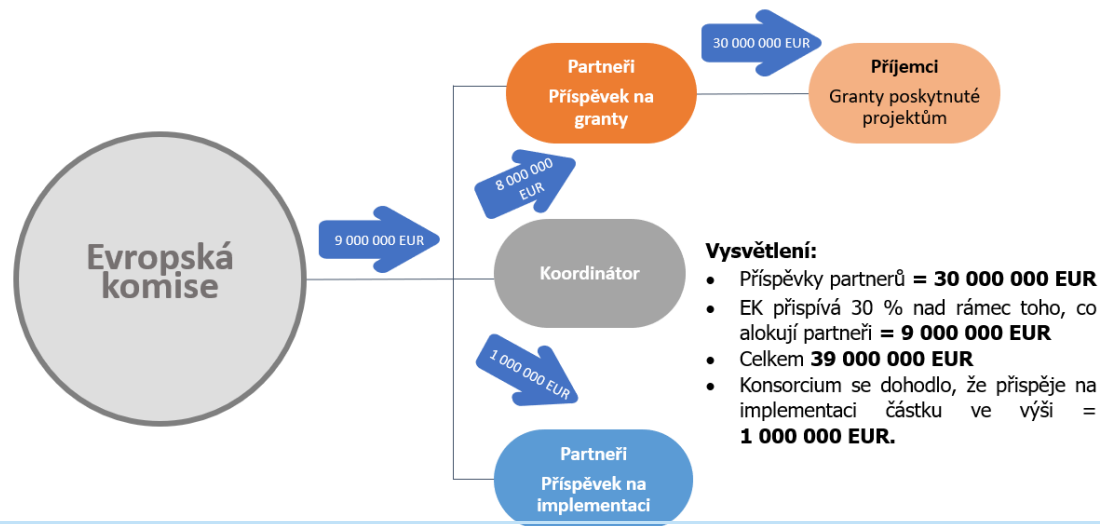 Evropská
komise
9 000 000 EUR
8 000 000
EUR
1 000 000 EUR
30 000 000 EUR
Partneři
Příspěvek na
granty
Příjemci
Granty poskytnuté
projektům
Koordinátor
Partneři
Příspěvek na
implementaci
Vysvětlení:
• Příspěvky partnerů = 30 000 000 EUR
• EK přispívá 30 % nad rámec toho, co
alokují partneři = 9 000 000 EUR
• Celkem 39 000 000 EUR
• Konsorcium se dohodlo, že přispěje na
implementaci částku ve výši =
1 000 000 EUR.